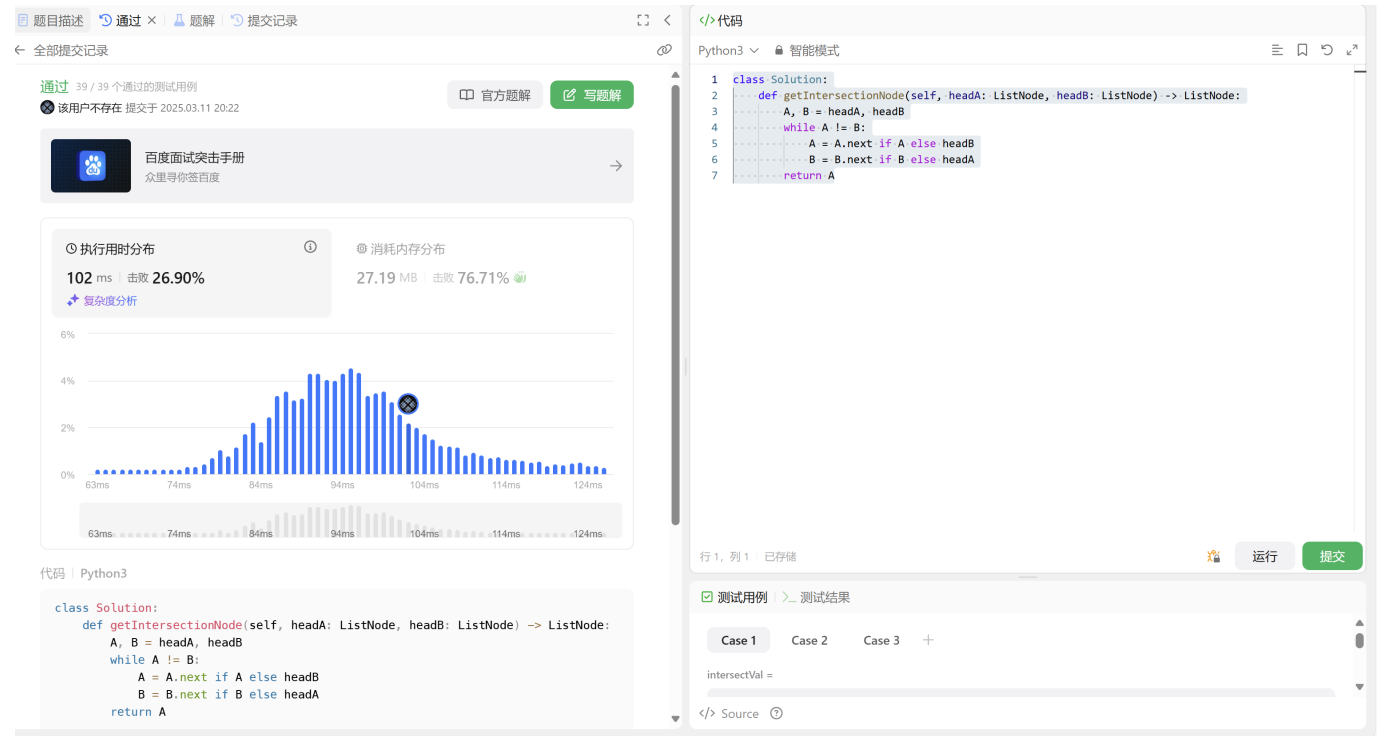 题目描述 通过 × 题解 提交记录
全部提交记录
通过 39 / 39 个通过的测试用例
该用户不存在 提交于 2025.03.11 20:22
官方题解 写题解
百度面试突击手册
众里寻你签百度
执行用时分布
102 ms | 击败 26.90%
复杂度分析
消耗内存分布
27.19 MB | 击败 76.71%
6%
4%
2%
0%
63ms 74ms 84ms 94ms 104ms 114ms 124ms
63ms 74ms 84ms 94ms 104ms 114ms 124ms
代码 | Python3
class Solution:
    def getIntersectionNode(self, headA: ListNode, headB: ListNode) -> ListNode:
        A, B = headA, headB
        while A != B:
            A = A.next if A else headB
            B = B.next if B else headA
        return A
</> 代码
Python3 智能模式
1 class Solution:
2     def getIntersectionNode(self, headA: ListNode, headB: ListNode) -> ListNode:
3         A, B = headA, headB
4         while A != B:
5             A = A.next if A else headB
6             B = B.next if B else headA
7         return A
行 1, 列 1 | 已存储
运行 提交
测试用例 | >_ 测试结果
Case 1 Case 2 Case 3 +
intersectVal =
</> Source ?